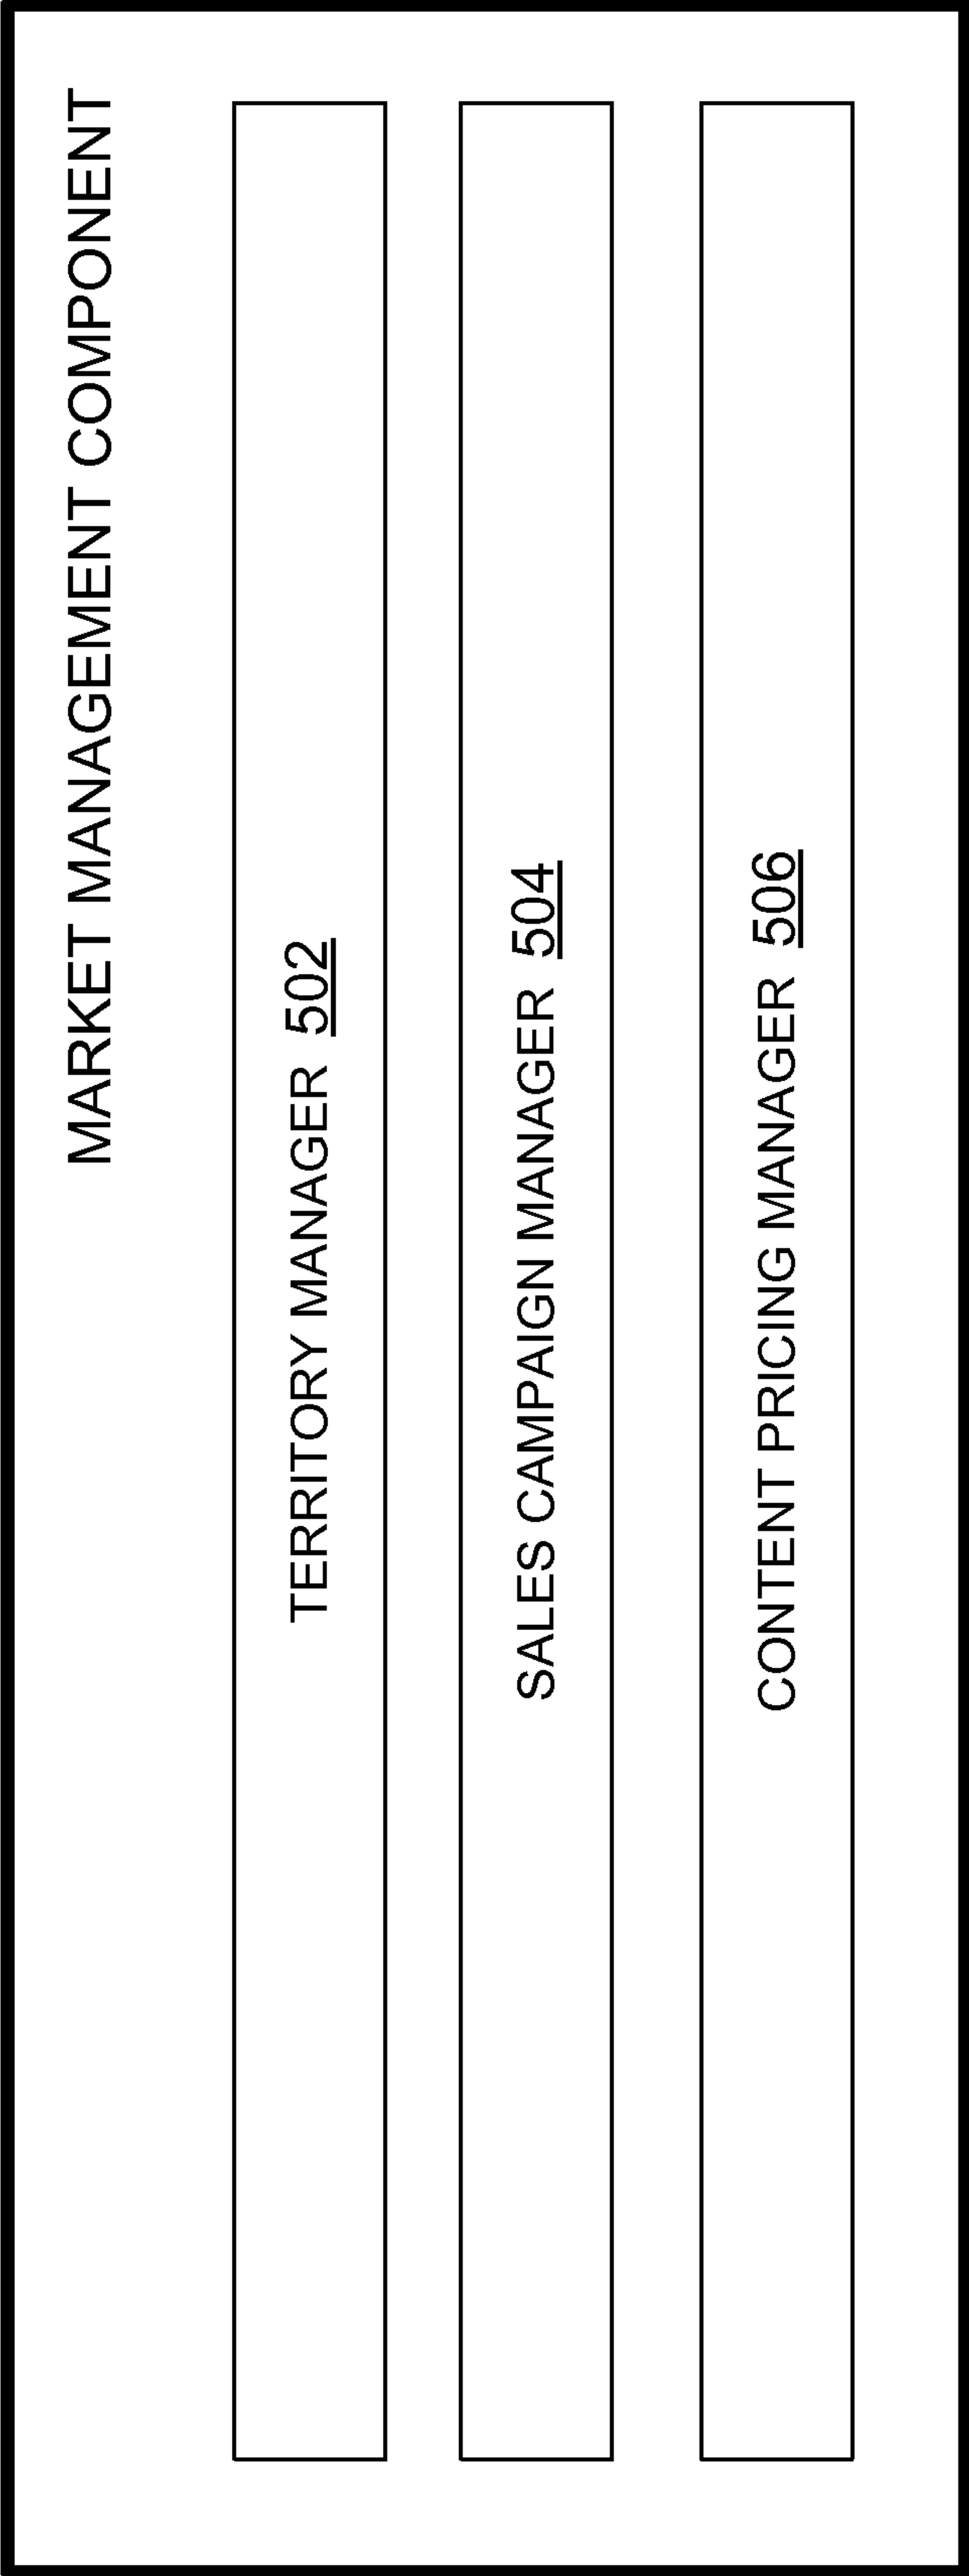 MARKET MANAGEMENT COMPONENT
TERRITORY MANAGER 502
SALES CAMPAIGN MANAGER 504
CONTENT PRICING MANAGER 506